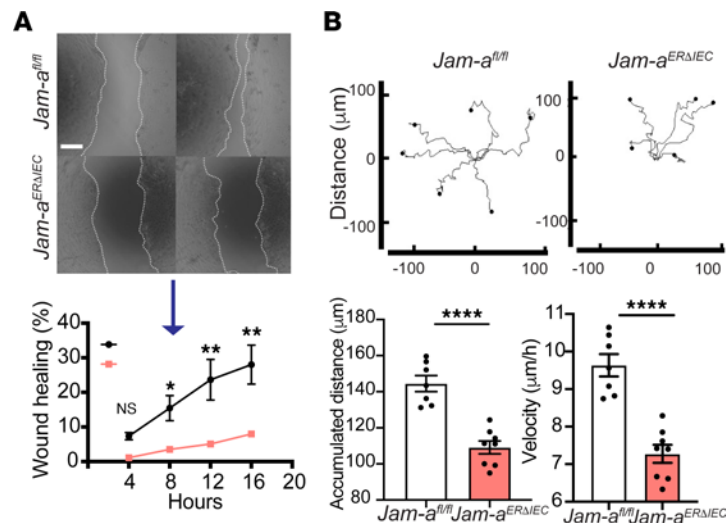 A
Jam-a^fl/fl
Jam-a^ERΔIEC
Wound healing (%)
40
30
20
10
0
NS
*
**
**
0 4 8 12 16 20
Hours
B
Jam-a^fl/fl
Jam-a^ERΔIEC
Distance (μm)
100
0
-100
-100 0 100
100
0
-100
-100 0 100
Accumulated distance (μm)
180
160
140
120
100
80
****
Jam-a^fl/fl Jam-a^ERΔIEC
Velocity (μm/h)
11
10
9
8
7
6
****
Jam-a^fl/fl Jam-a^ERΔIEC